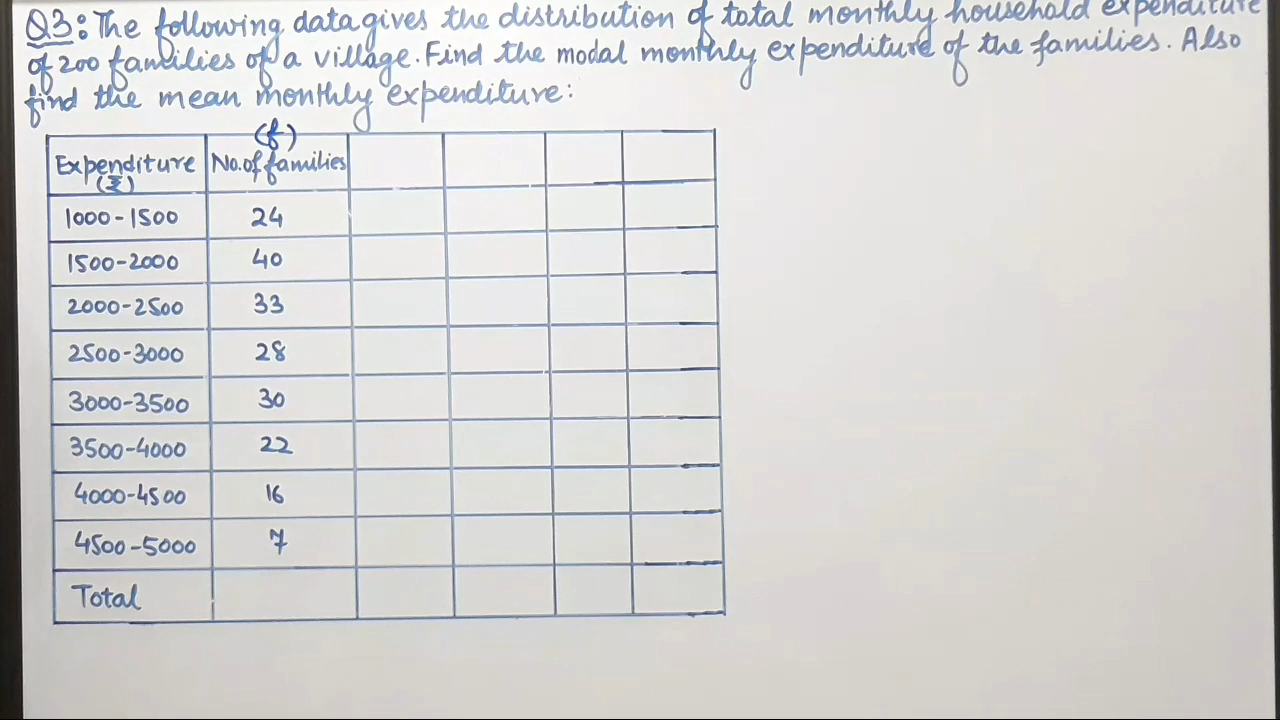 Q3: The following data gives the distribution of total monthly household expenditure
of 200 families of a village. Find the modal monthly expenditure of the families. Also
find the mean monthly expenditure:
(f)
Expenditure No. of families
(₹)
1000-1500 24
1500-2000 40
2000-2500 33
2500-3000 28
3000-3500 30
3500-4000 22
4000-4500 16
4500-5000 7
Total